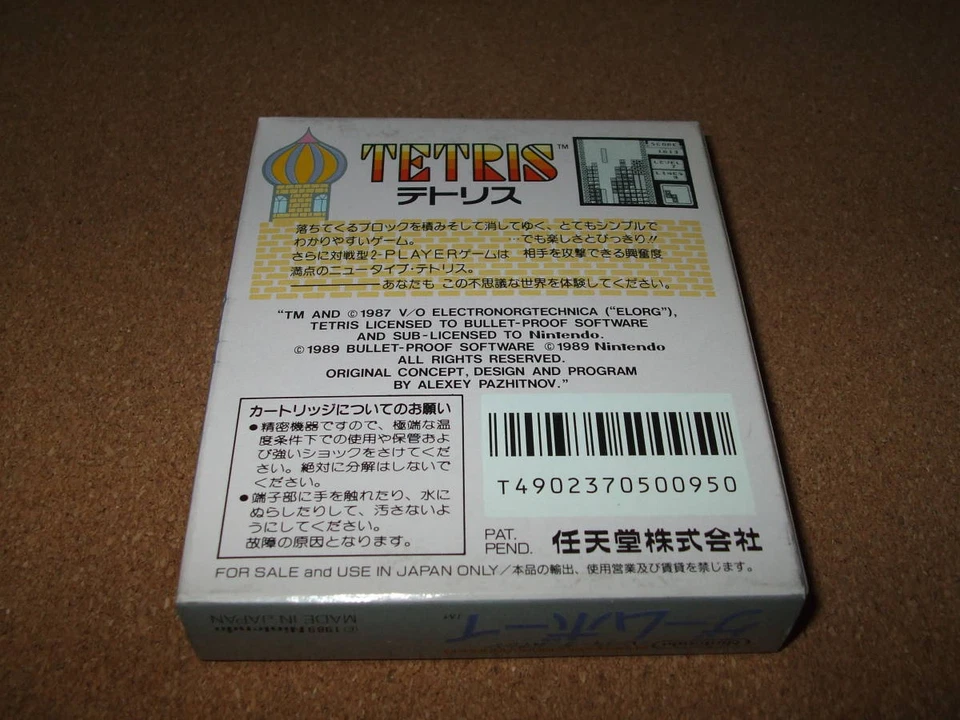 TETRIS™
テトリス
SCORE
LEVEL
LINES
落ちてくるブロックを積みそして消してゆく、とてもシンプルで
わかりやすいゲーム。 …でも楽しさとびっきり!!
さらに対戦型2-PLAYERゲームは 相手を攻撃できる興奮度
満点のニュータイプ・テトリス。
あなたも この不思議な世界を体験してください。
“TM AND ©1987 V/O ELECTRONORGTECHNICA (“ELORG”),
TETRIS LICENSED TO BULLET-PROOF SOFTWARE
AND SUB-LICENSED TO Nintendo.
©1989 BULLET-PROOF SOFTWARE ©1989 Nintendo
ALL RIGHTS RESERVED.
ORIGINAL CONCEPT, DESIGN AND PROGRAM
BY ALEXEY PAZHITNOV.”
カートリッジについてのお願い
●精密機器ですので、極端な温
度条件下での使用や保管およ
び強いショックをさけてくだ
さい。絶対に分解はしないで
ください。
●端子部に手を触れたり、水に
ぬらしたりして、汚さないよ
うにしてください。
故障の原因となります。
T4902370500950
PAT.
PEND.
任天堂株式会社
FOR SALE and USE IN JAPAN ONLY/本品の輸出、使用営業及び賃貸を禁じます。
©1989 Nintendo
MADE IN JAPAN
ゲームボーイ